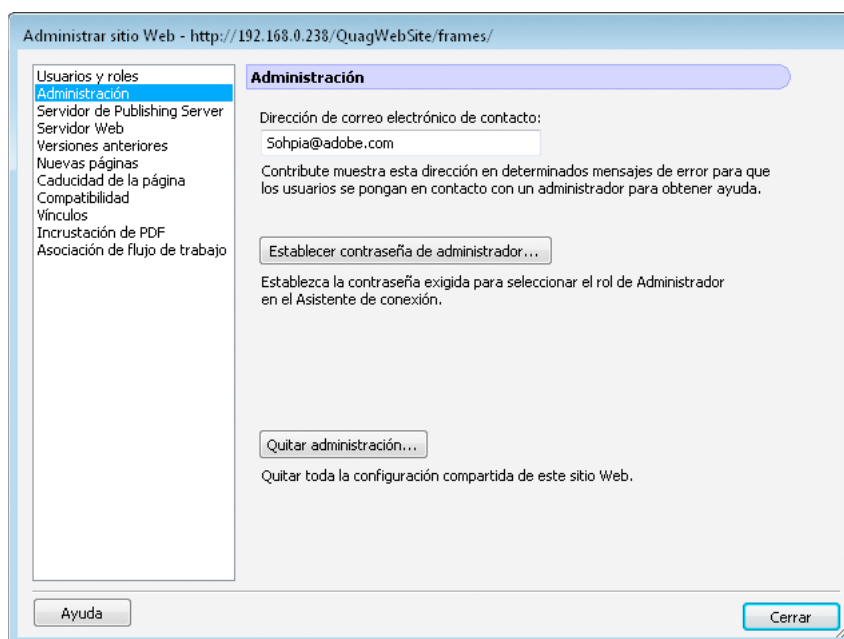 Administrar sitio Web - http://192.168.0.238/QuagWebSite/frames/
Usuarios y roles
Administración
Servidor de Publishing Server
Servidor Web
Versiones anteriores
Nuevas páginas
Caducidad de la página
Compatibilidad
Vínculos
Incrustación de PDF
Asociación de flujo de trabajo
Administración
Dirección de correo electrónico de contacto:
Sohpia@adobe.com
Contribute muestra esta dirección en determinados mensajes de error para que
los usuarios se pongan en contacto con un administrador para obtener ayuda.
Establecer contraseña de administrador...
Establezca la contraseña exigida para seleccionar el rol de Administrador
en el Asistente de conexión.
Quitar administración...
Quitar toda la configuración compartida de este sitio Web.
Ayuda
Cerrar